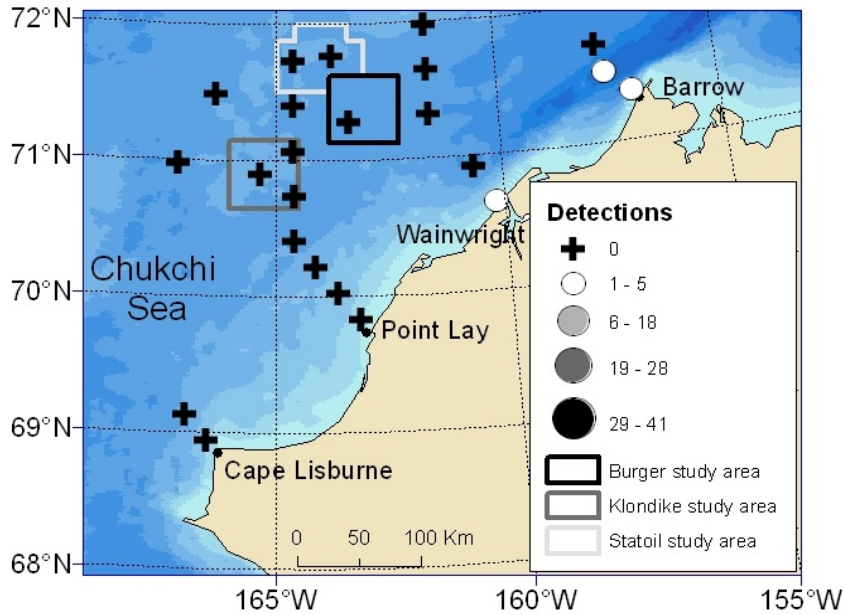 72°N
Barrow
71°N
Detections
0
Wainwright
1 - 5
Chukchi
Sea
6 - 18
70°N
Point Lay
19 - 28
29 - 41
69°N
Cape Lisburne
Burger study area
Klondike study area
0 50 100 Km
Statoil study area
68°N
165°W 160°W 155°W